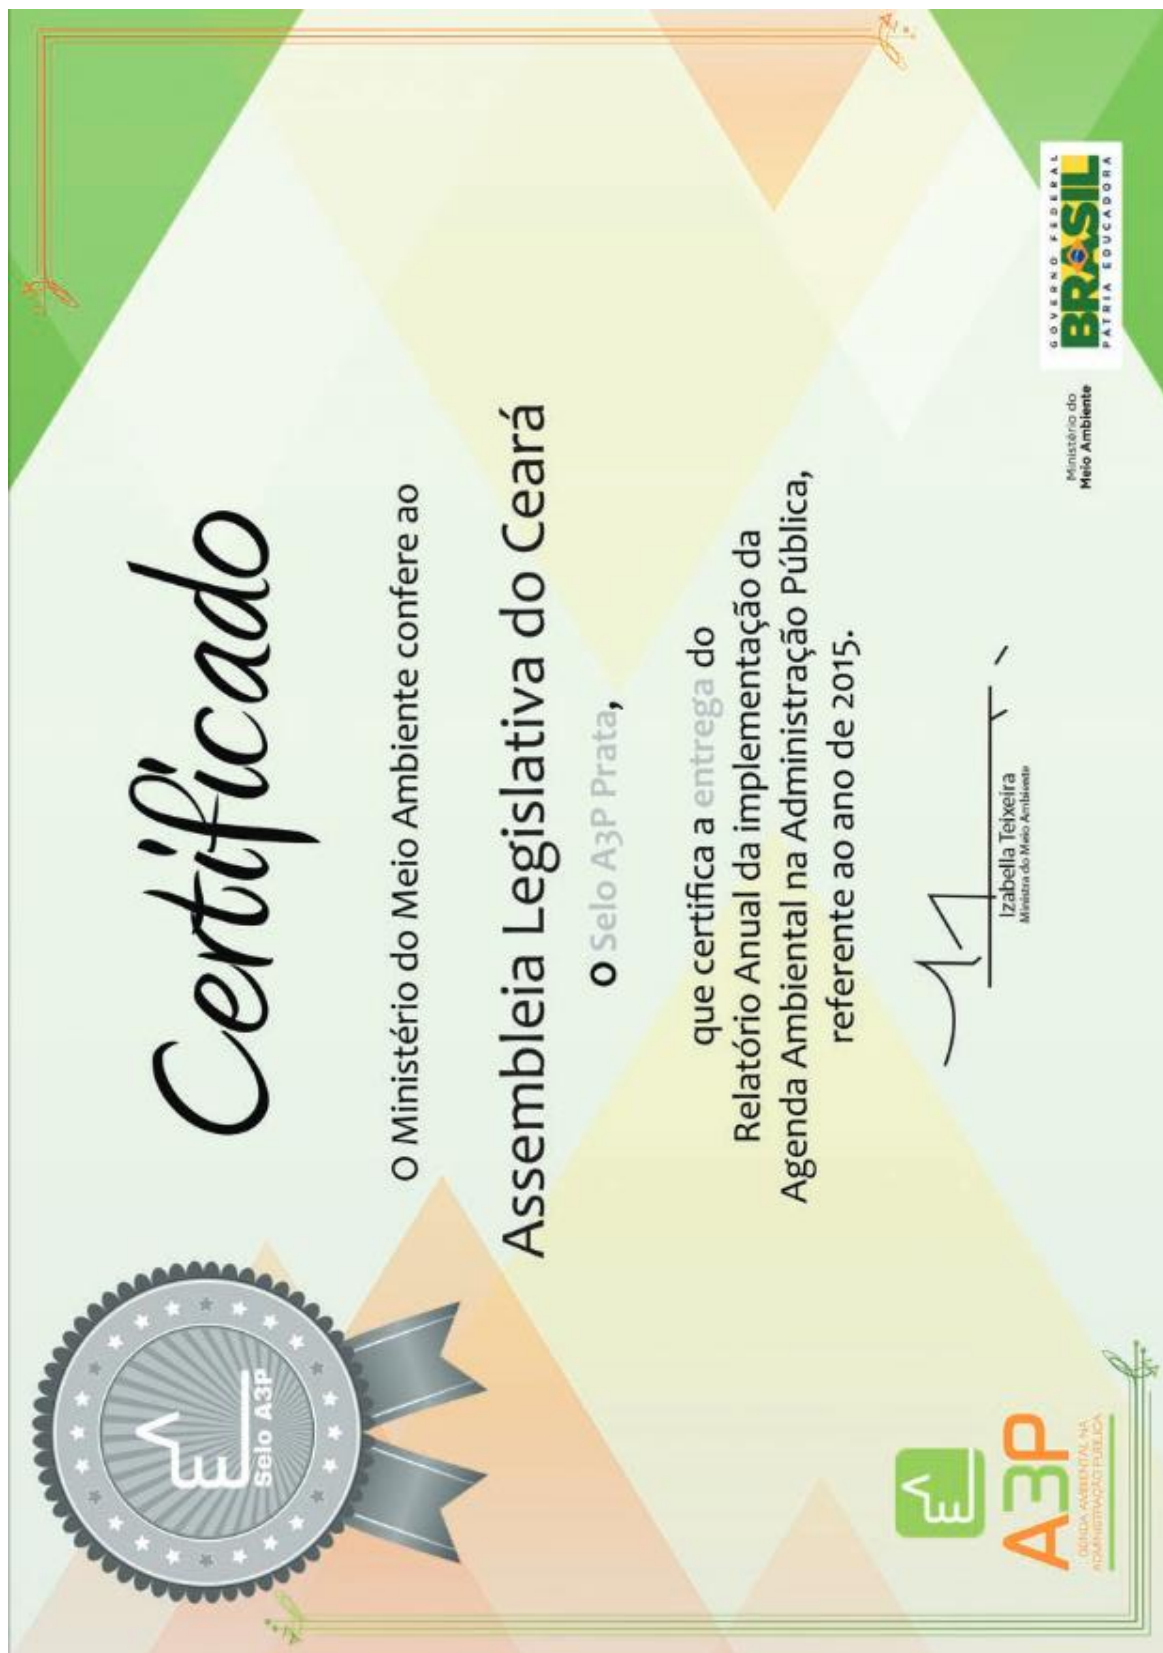 Certificado
O Ministério do Meio Ambiente confere ao
Assembleia Legislativa do Ceará
o Selo A3P Prata,
que certifica a entrega do
Relatório Anual da implementação da
Agenda Ambiental na Administração Pública,
referente ao ano de 2015.
Izabella Teixeira
Ministra do Meio Ambiente
Selo A3P
A3P
AGENDA AMBIENTAL NA
ADMINISTRAÇÃO PÚBLICA
Ministério do
Meio Ambiente
GOVERNO FEDERAL
BRASIL
PÁTRIA EDUCADORA